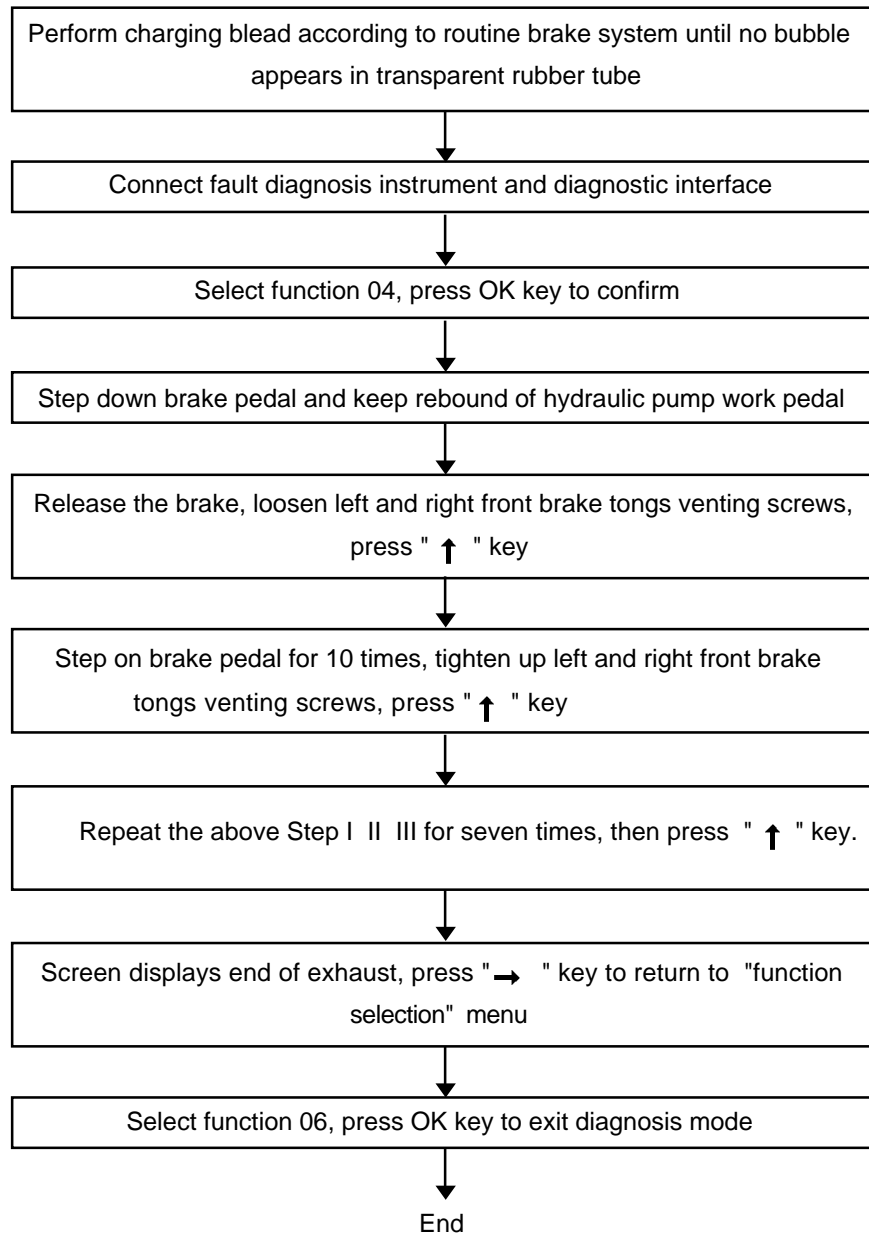 Perform charging blead according to routine brake system until no bubble
appears in transparent rubber tube
Connect fault diagnosis instrument and diagnostic interface
Select function 04, press OK key to confirm
Step down brake pedal and keep rebound of hydraulic pump work pedal
Release the brake, loosen left and right front brake tongs venting screws,
press " ↑ " key
Step on brake pedal for 10 times, tighten up left and right front brake
tongs venting screws, press " ↑ " key
Repeat the above Step I II III for seven times, then press " ↑ " key.
Screen displays end of exhaust, press "→ " key to return to "function
selection" menu
Select function 06, press OK key to exit diagnosis mode
End